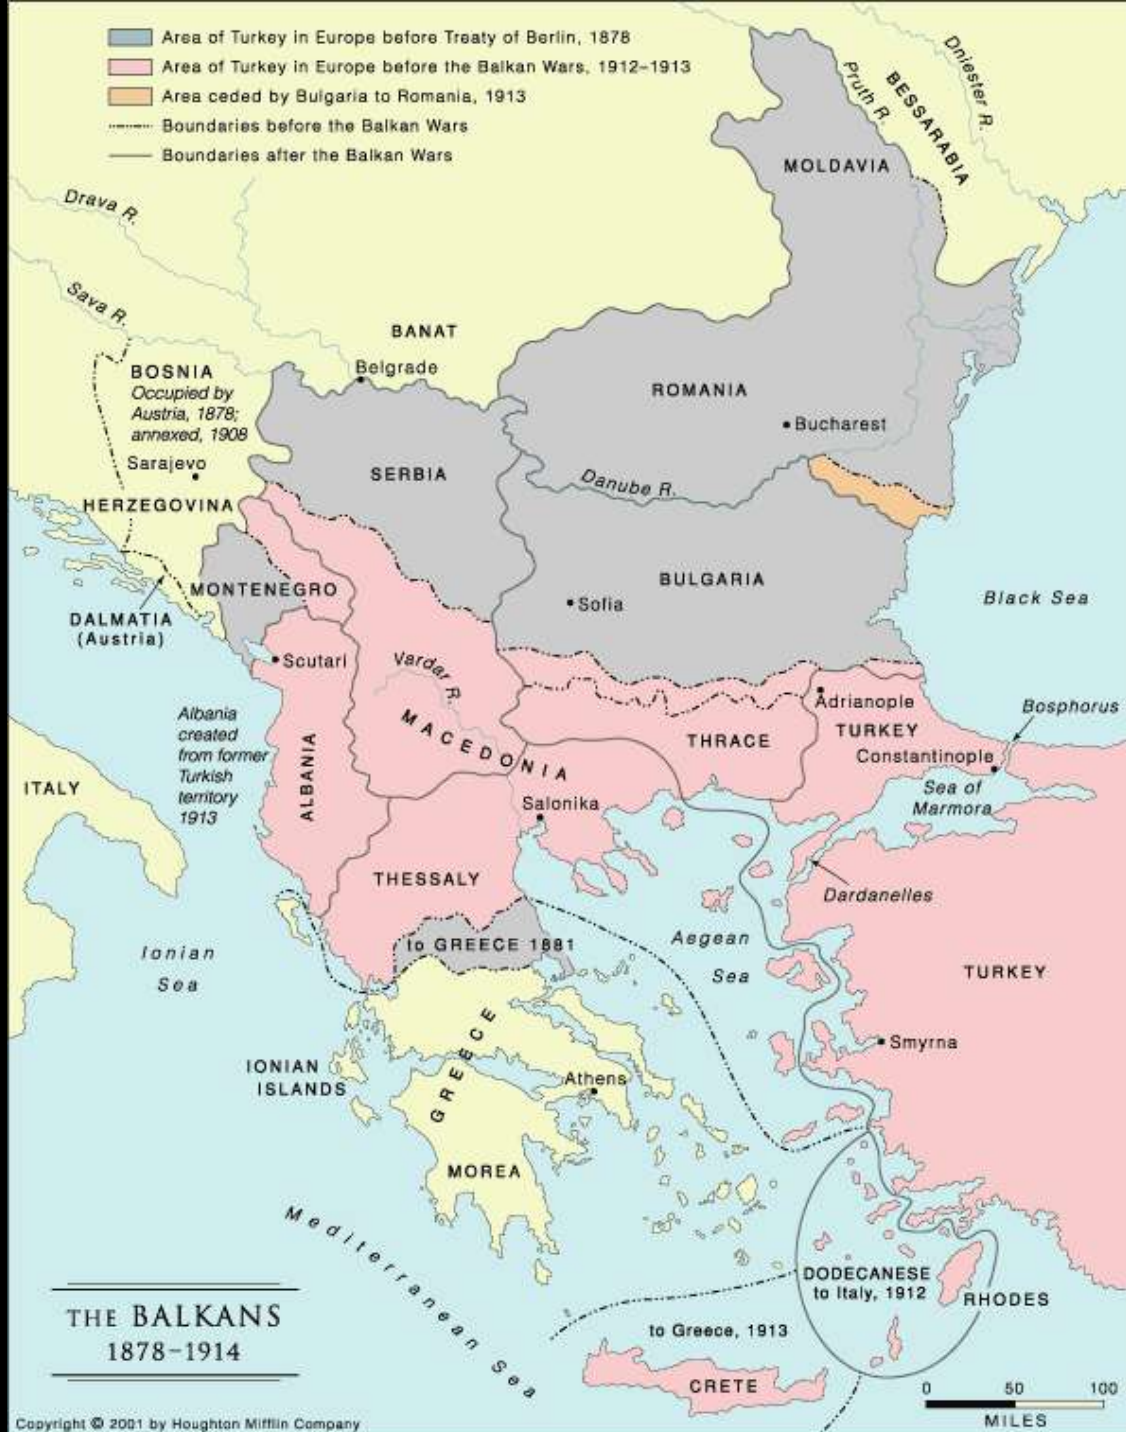 Area of Turkey in Europe before Treaty of Berlin, 1878
Area of Turkey in Europe before the Balkan Wars, 1912–1913
Area ceded by Bulgaria to Romania, 1913
Boundaries before the Balkan Wars
Boundaries after the Balkan Wars
Dniester R.
Pruth R.
BESSARABIA
MOLDAVIA
Drava R.
Sava R.
BANAT
Belgrade
BOSNIA
Occupied by
Austria, 1878;
annexed, 1908
Sarajevo
HERZEGOVINA
ROMANIA
Bucharest
SERBIA
Danube R.
MONTENEGRO
BULGARIA
Sofia
Black Sea
DALMATIA
(Austria)
Scutari
Vardar R.
Adrianople
Bosphorus
Albania
created
from former
Turkish
territory
1913
ALBANIA
MACEDONIA
THRACE
TURKEY
Constantinople
Sea of
Marmora
ITALY
Salonika
THESSALY
Dardanelles
to GREECE 1881
Ionian
Sea
Aegean
Sea
TURKEY
Smyrna
IONIAN
ISLANDS
GREECE
Athens
MOREA
Mediterranean Sea
DODECANESE
to Italy, 1912
RHODES
to Greece, 1913
CRETE
THE BALKANS
1878–1914
0 50 100
MILES
Copyright © 2001 by Houghton Mifflin Company